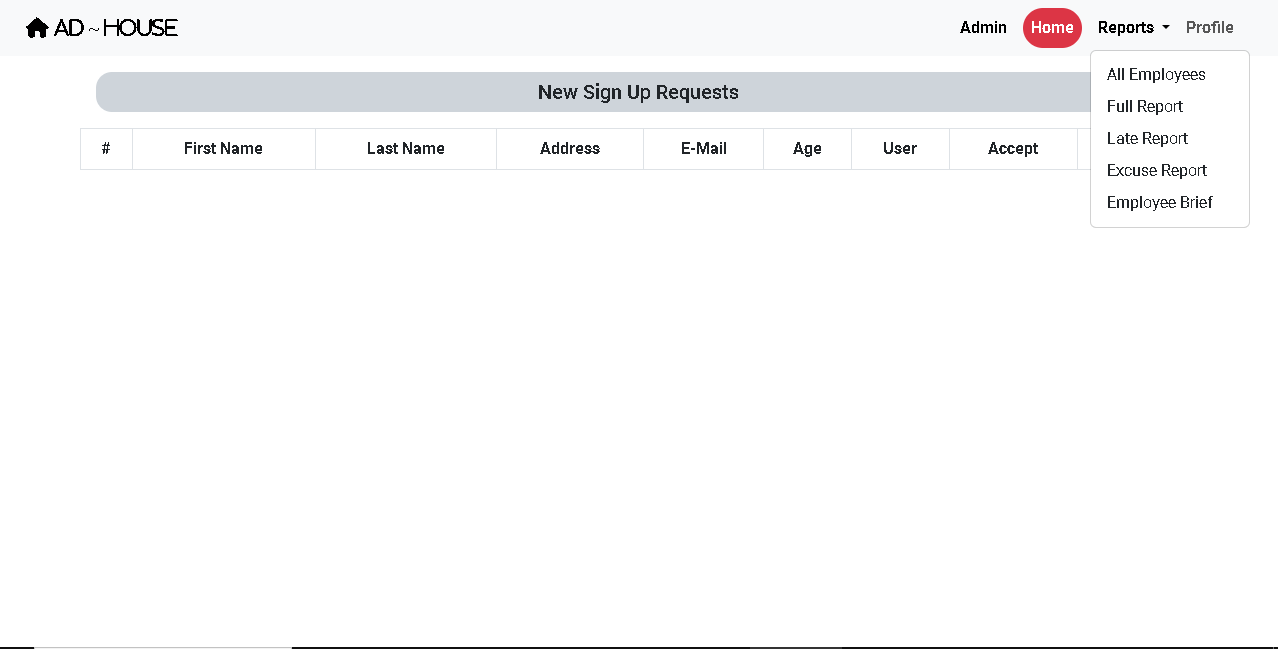 AD ~ HOUSE Admin Home Reports Profile
New Sign Up Requests
# First Name Last Name Address E-Mail Age User Accept
All Employees
Full Report
Late Report
Excuse Report
Employee Brief